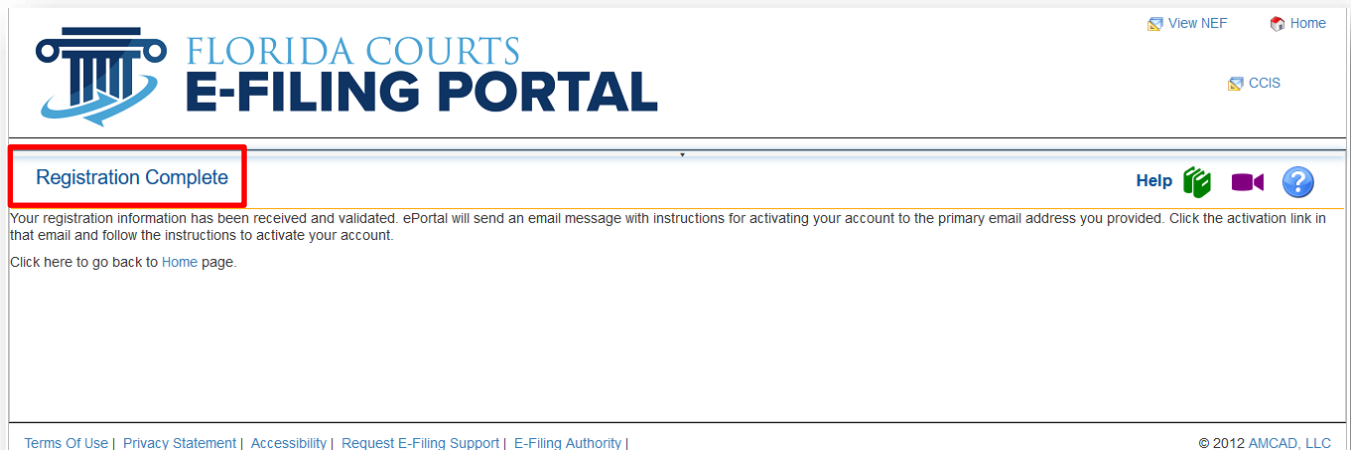 View NEF Home
FLORIDA COURTS
E-FILING PORTAL
CCIS
Registration Complete
Help
Your registration information has been received and validated. ePortal will send an email message with instructions for activating your account to the primary email address you provided. Click the activation link in
that email and follow the instructions to activate your account.
Click here to go back to Home page.
Terms Of Use | Privacy Statement | Accessibility | Request E-Filing Support | E-Filing Authority | © 2012 AMCAD, LLC